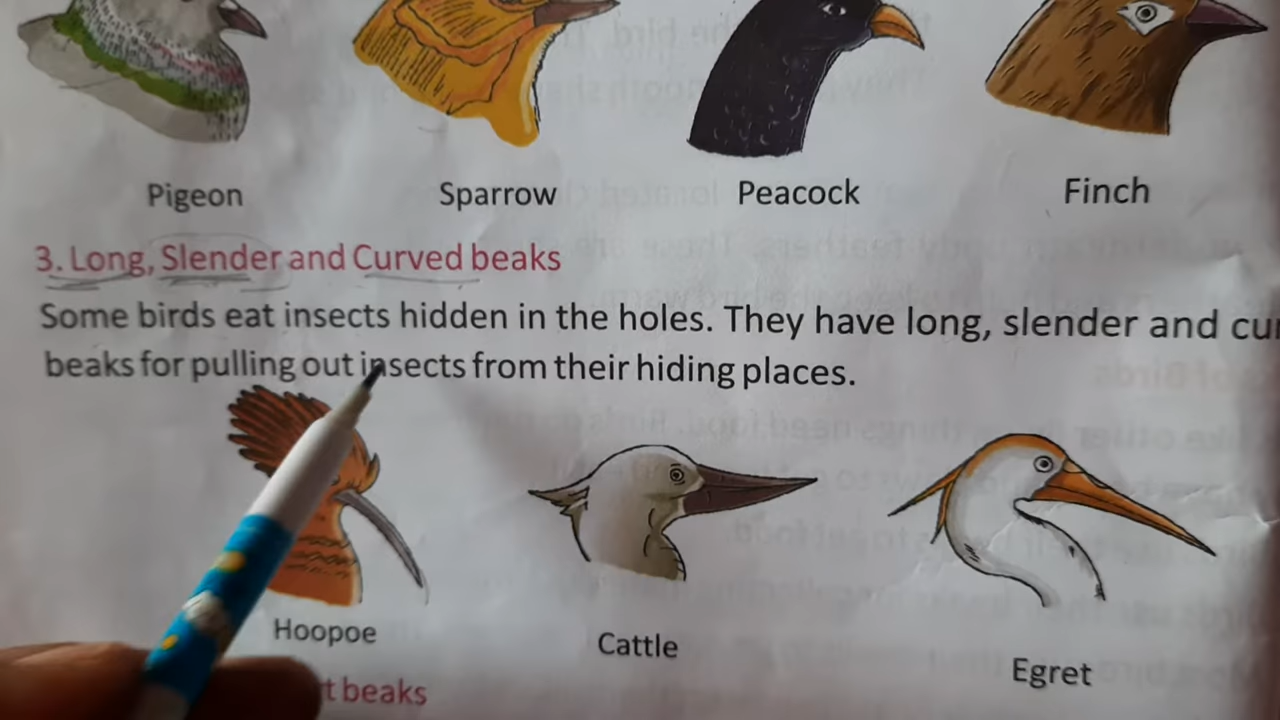 Pigeon Sparrow Peacock Finch
3. Long, Slender and Curved beaks
Some birds eat insects hidden in the holes. They have long, slender and
beaks for pulling out insects from their hiding places.
Hoopoe Cattle Egret
beaks